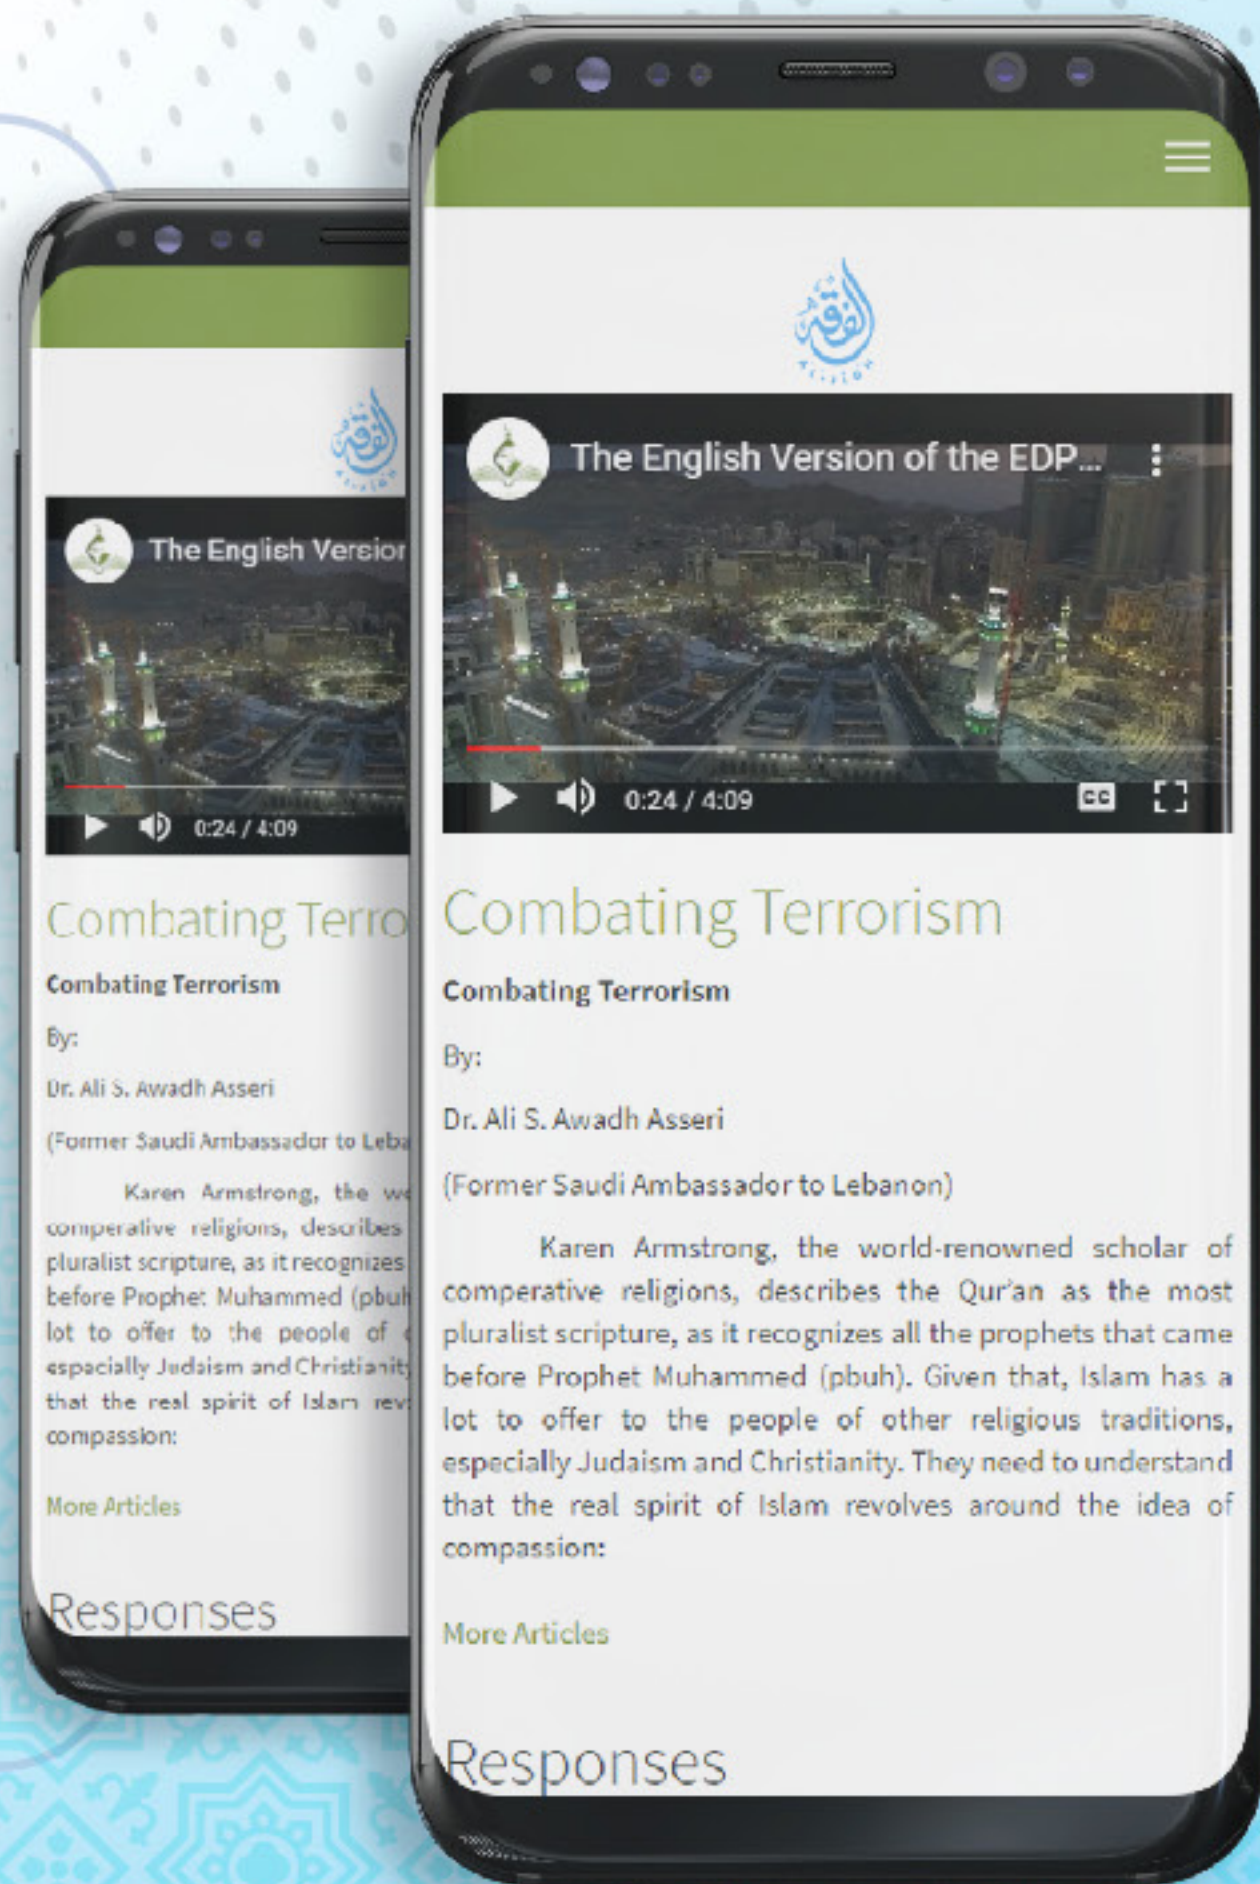 الفقه
The English Version of the EDP...
0:24 / 4:09
CC
Combating Terrorism
Combating Terrorism
By:
Dr. Ali S. Awadh Asseri
(Former Saudi Ambassador to Lebanon)
Karen Armstrong, the world-renowned scholar of
comperative religions, describes the Qur'an as the most
pluralist scripture, as it recognizes all the prophets that came
before Prophet Muhammed (pbuh). Given that, Islam has a
lot to offer to the people of other religious traditions,
especially Judaism and Christianity. They need to understand
that the real spirit of Islam revolves around the idea of
compassion:
More Articles
Responses
الفقه
The English Version
0:24 / 4:09
Combating Terro
Combating Terrorism
By:
Dr. Ali S. Awadh Asseri
(Former Saudi Ambassador to Leba
Karen Armstrong, the wo
comperative religions, describes
pluralist scripture, as it recognizes
before Prophet Muhammed (pbuh
lot to offer to the people of
especially Judaism and Christianity
that the real spirit of Islam rev
compassion:
More Articles
Responses